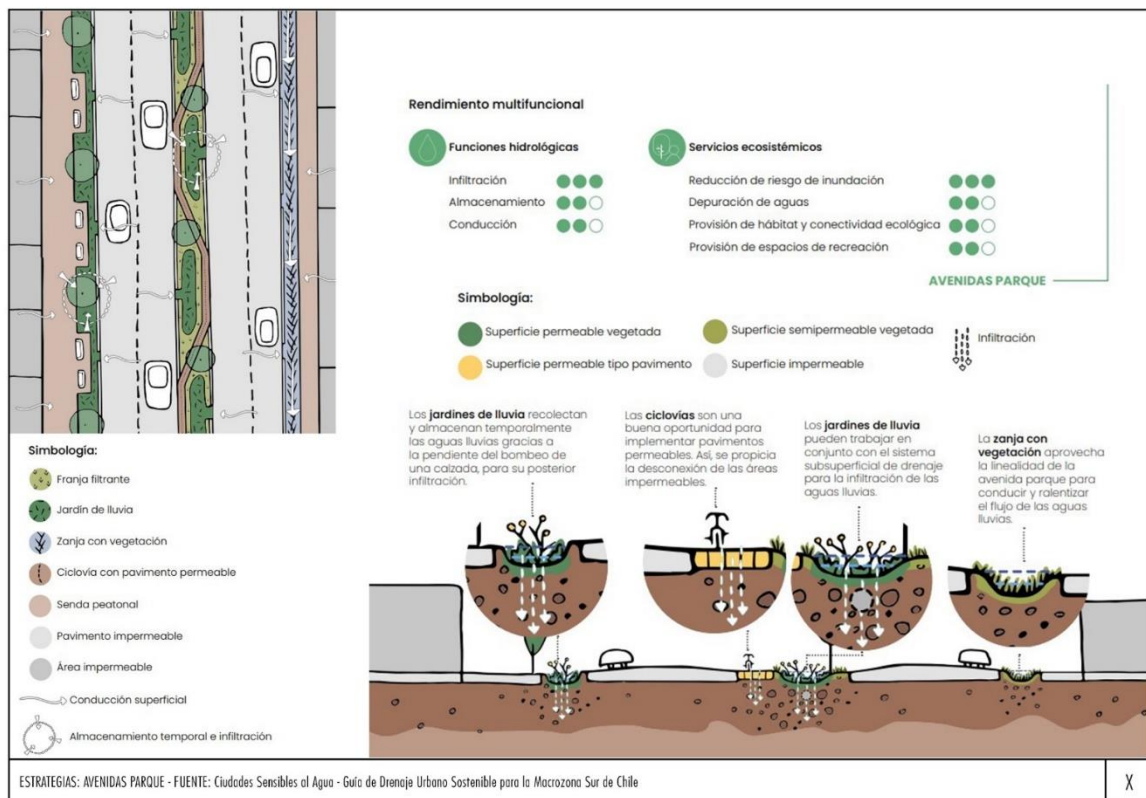 Rendimiento multifuncional
Funciones hidrológicas
Infiltración
Almacenamiento
Conducción
Servicios ecosistémicos
Reducción de riesgo de inundación
Depuración de aguas
Provisión de hábitat y conectividad ecológica
Provisión de espacios de recreación
AVENIDAS PARQUE
Simbología:
Superficie permeable vegetada
Superficie permeable tipo pavimento
Superficie semipermeable vegetada
Superficie impermeable
Infiltración
Los jardines de lluvia recolectan
y almacenan temporalmente
las aguas lluvias gracias a
la pendiente del bombeo de
una calzada, para su posterior
infiltración.
Las ciclovías son una
buena oportunidad para
implementar pavimentos
permeables. Así, se propicia
la desconexión de las áreas
impermeables.
Los jardines de lluvia
pueden trabajar en
conjunto con el sistema
subsuperficial de drenaje
para la infiltración de las
aguas lluvias.
La zanja con
vegetación aprovecha
la linealidad de la
avenida parque para
conducir y ralentizar
el flujo de las aguas
lluvias.
Simbología:
Franja filtrante
Jardín de lluvia
Zanja con vegetación
Ciclovía con pavimento permeable
Senda peatonal
Pavimento impermeable
Área impermeable
Conducción superficial
Almacenamiento temporal e infiltración
ESTRATEGIAS: AVENIDAS PARQUE - FUENTE: Ciudades Sensibles al Agua - Guía de Drenaje Urbano Sostenible para la Macrozona Sur de Chile
X